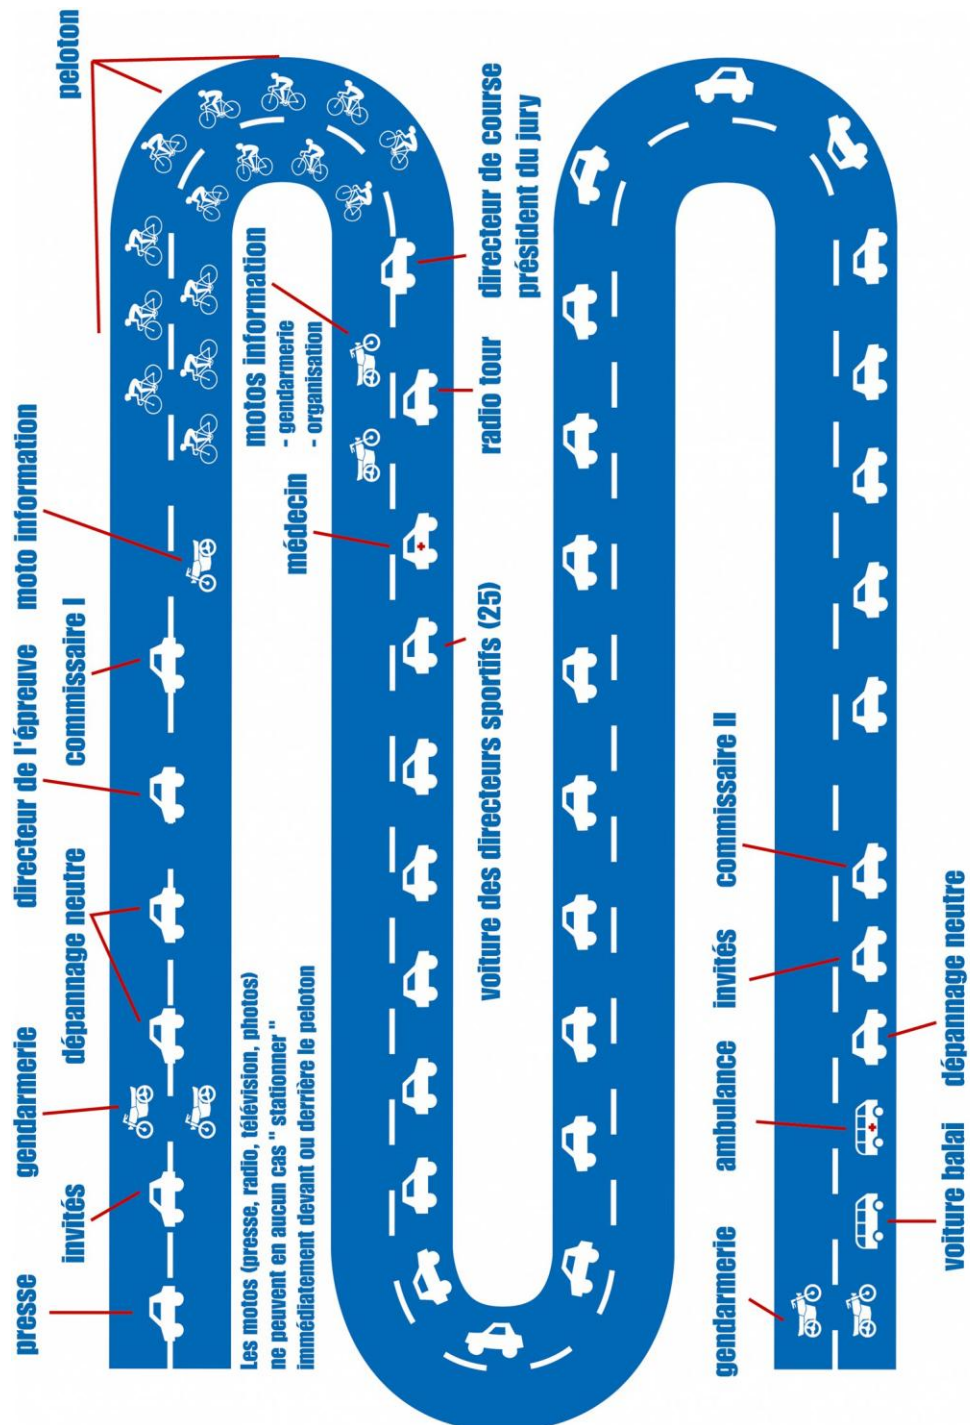 presse
invités
gendarmerie
dépannage neutre
directeur de l'épreuve
commissaire I
moto information
peloton
Les motos (presse, radio, télévision, photos)
ne peuvent en aucun cas " stationner "
immédiatement devant ou derrière le peloton
motos information
- gendarmerie
- organisation
médecin
directeur de course
président du jury
radio tour
voiture des directeurs sportifs (25)
commissaire II
invités
dépannage neutre
ambulance
voiture balai
gendarmerie